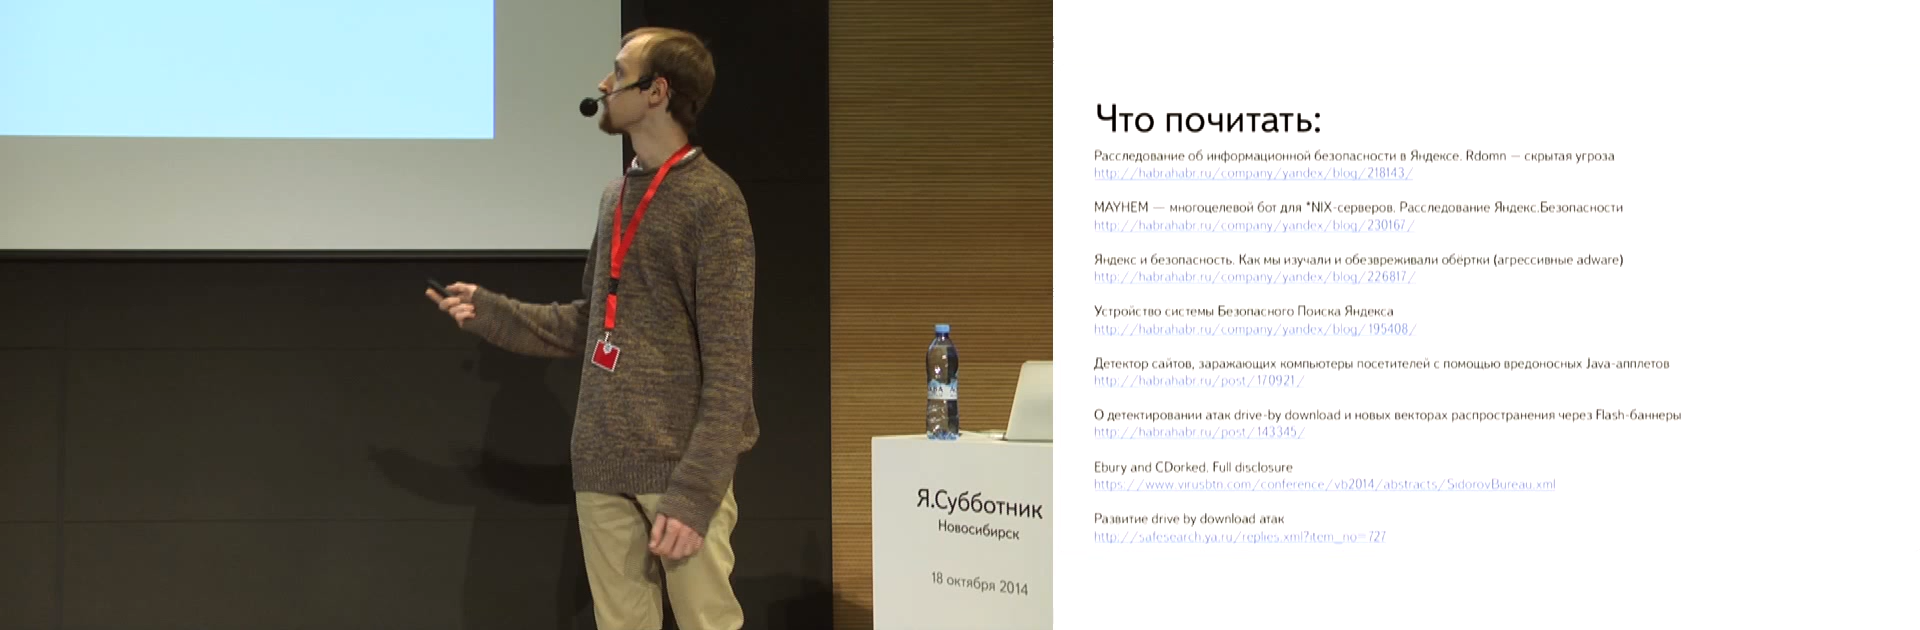 Я.Субботник
Новосибирск
18 октября 2014
Что почитать:
Расследование об информационной безопасности в Яндексе. Rdomn — скрытая угроза
http://habrahabr.ru/company/yandex/blog/218143/
MAYHEM — многоцелевой бот для *NIX-серверов. Расследование Яндекс.Безопасности
http://habrahabr.ru/company/yandex/blog/230167/
Яндекс и безопасность. Как мы изучали и обезвреживали обёртки (агрессивные adware)
http://habrahabr.ru/company/yandex/blog/226817/
Устройство системы Безопасного Поиска Яндекса
http://habrahabr.ru/company/yandex/blog/195408/
Детектор сайтов, заражающих компьютеры посетителей с помощью вредоносных Java-апплетов
http://habrahabr.ru/post/170921/
О детектировании атак drive-by download и новых векторах распространения через Flash-баннеры
http://habrahabr.ru/post/143345/
Ebury and CDorked. Full disclosure
https://www.virusbtn.com/conference/vb2014/abstracts/SidorovBureau.xml
Развитие drive by download атак
http://safesearch.ya.ru/replies.xml?item_no=727